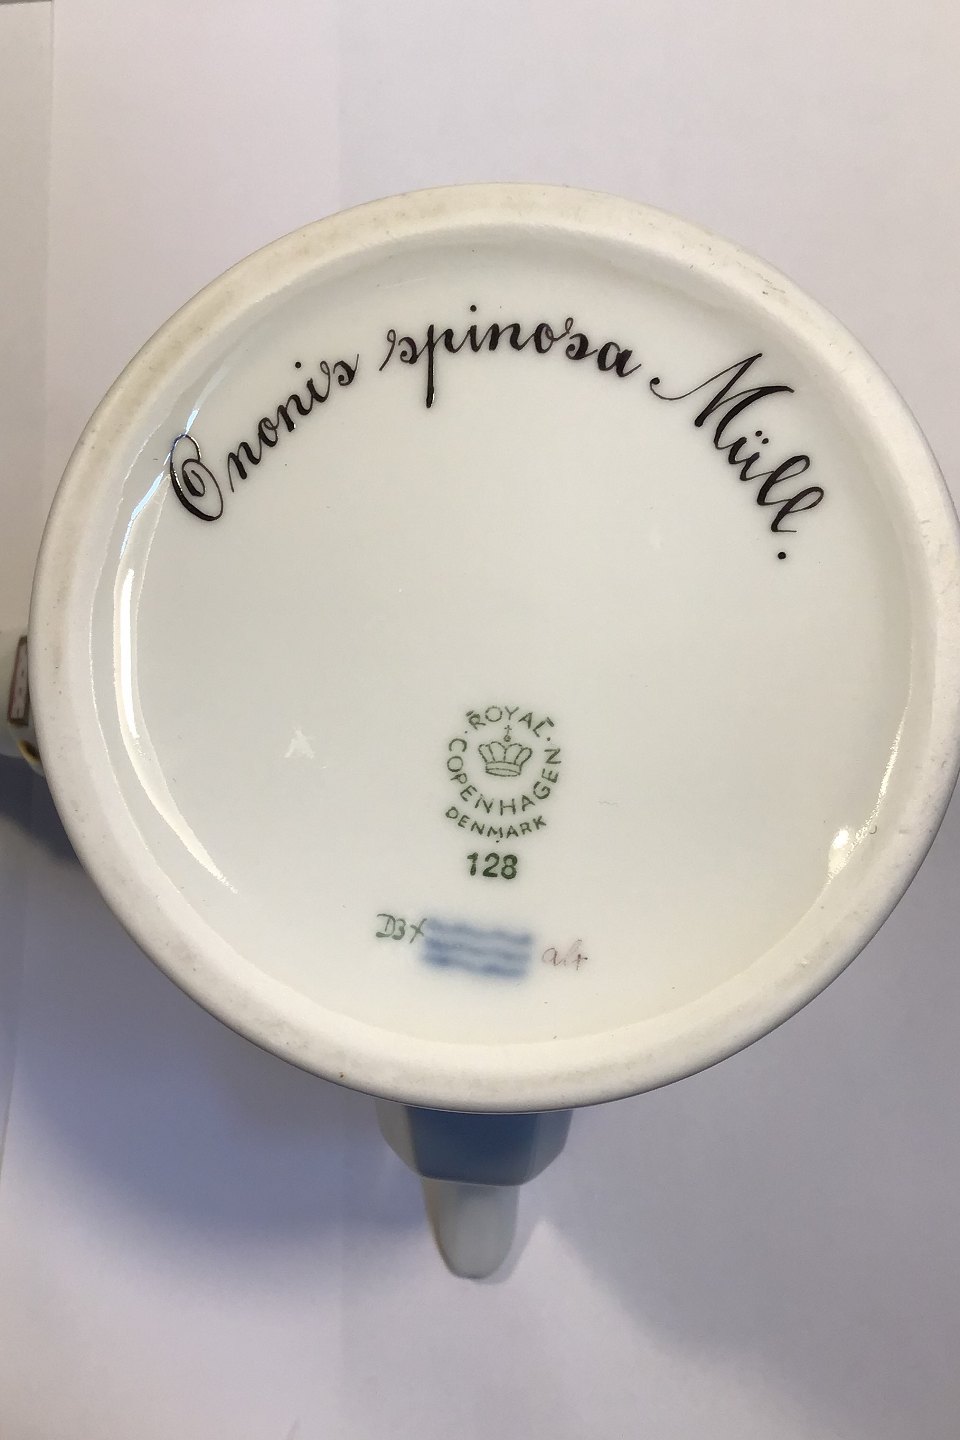 Ononis spinosa Müll.
ROYAL
COPENHAGEN
DENMARK
128